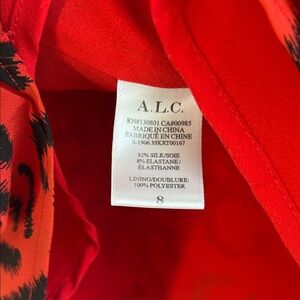 A.L.C.
RN#130801 CA#00985
MADE IN CHINA
FABRIQUÉ EN CHINE
S-1906 3SKRT00167
92% SILK/SOIE
8% ELASTANE/
ELASTHANNE
LINING/DOUBLURE:
100% POLYESTER
8